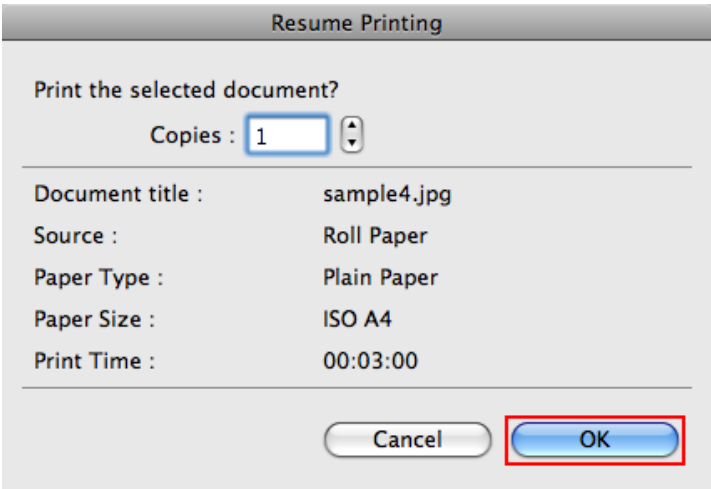 Resume Printing
Print the selected document?
Copies : 1
Document title : sample4.jpg
Source : Roll Paper
Paper Type : Plain Paper
Paper Size : ISO A4
Print Time : 00:03:00
Cancel OK